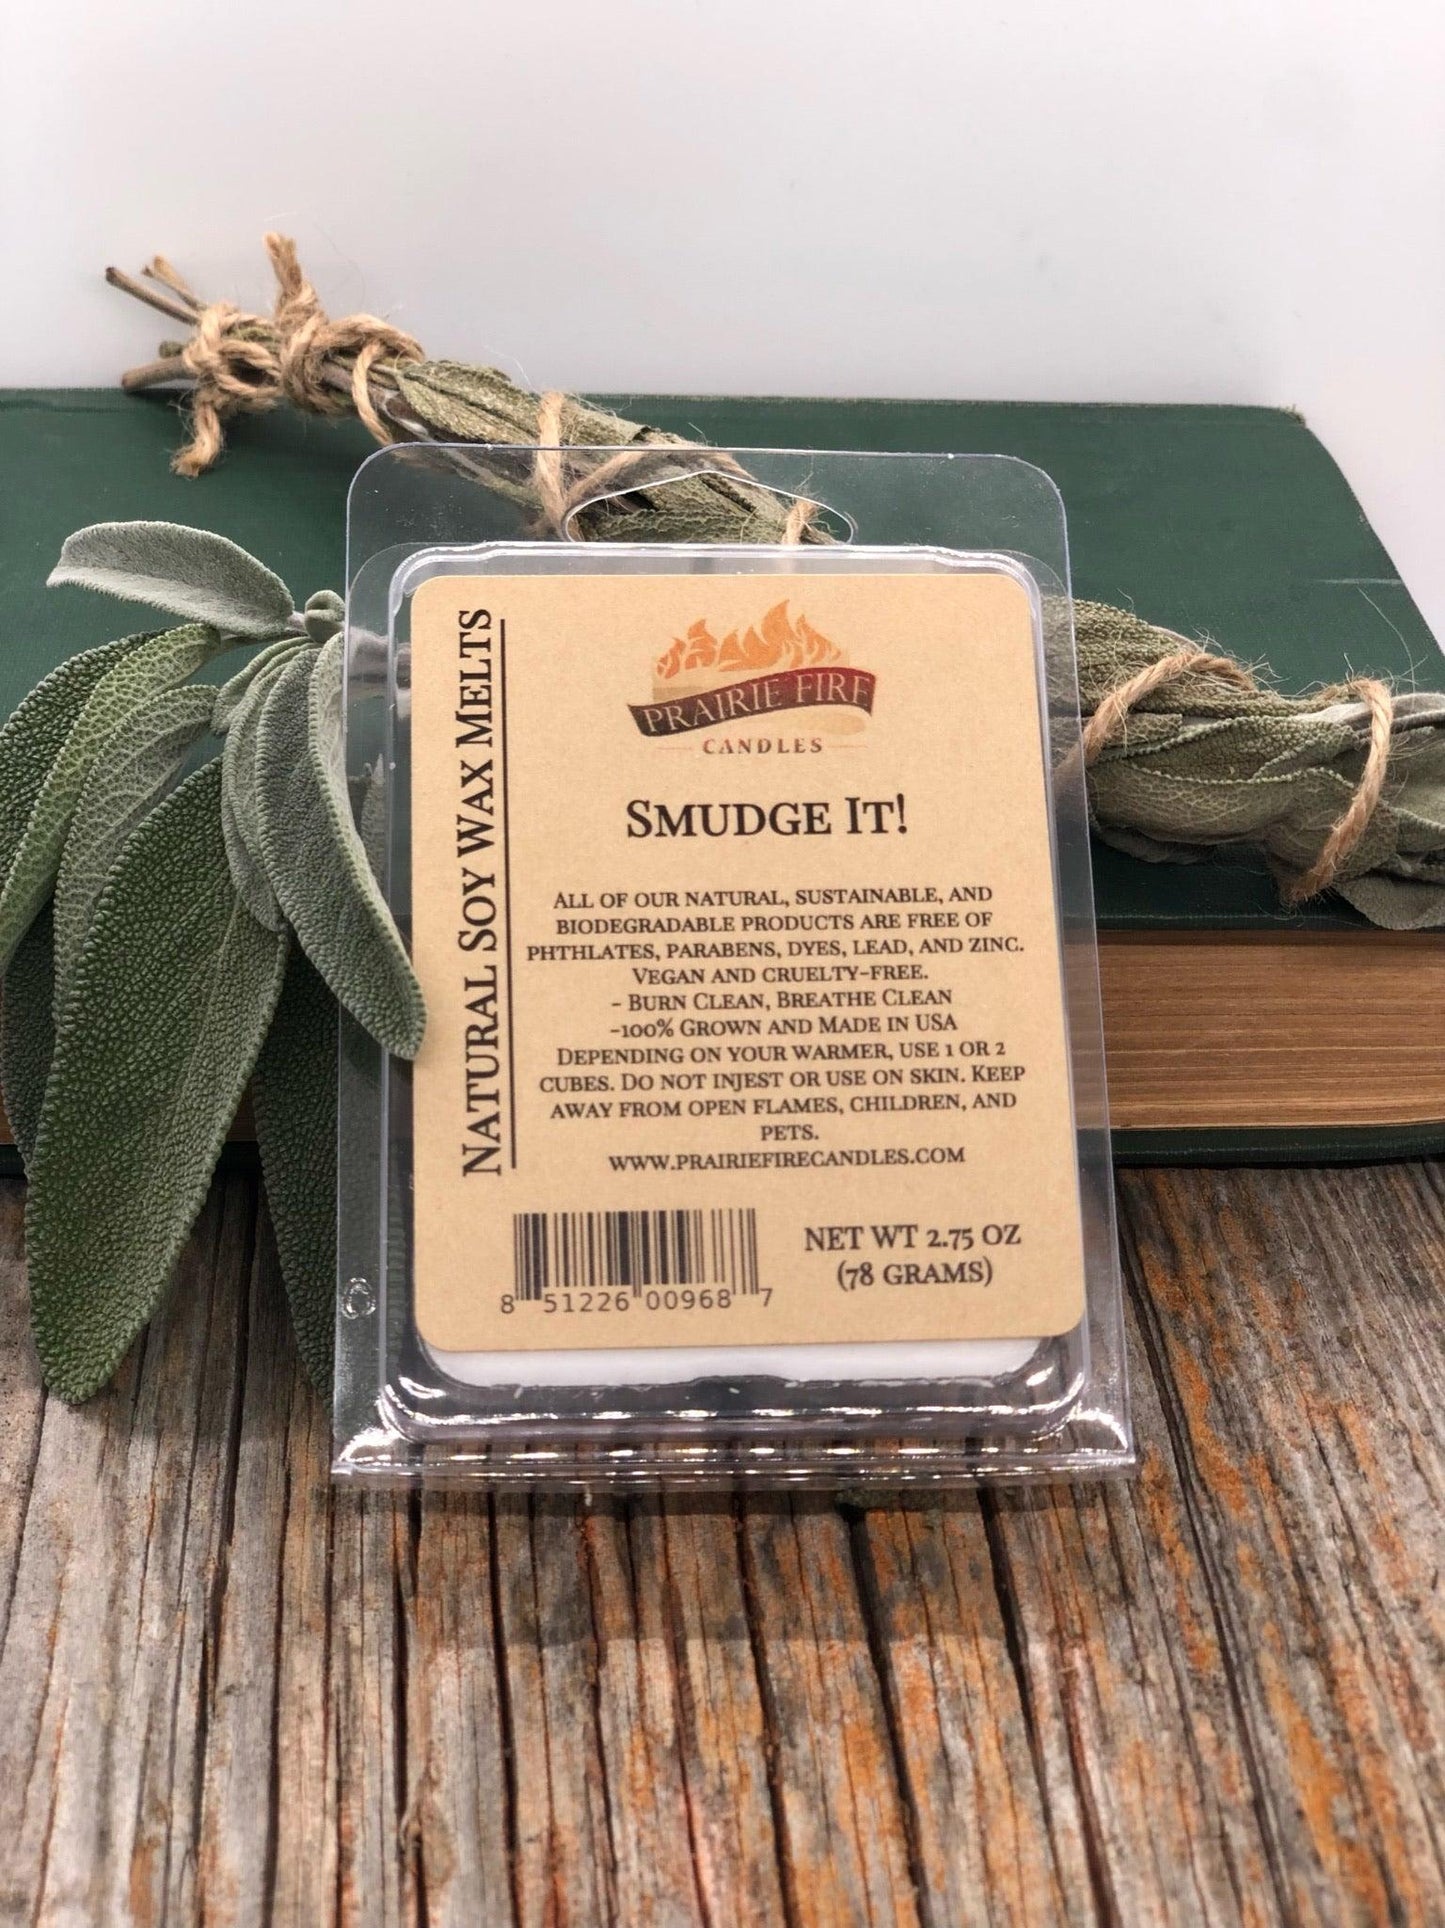 Natural Soy Wax Melts
PRAIRIE FIRE
CANDLES
Smudge It!
All of our natural, sustainable, and
biodegradable products are free of
phthlates, parabens, dyes, lead, and zinc.
Vegan and cruelty-free.
- Burn Clean, Breathe Clean
-100% Grown and Made in USA
Depending on your warmer, use 1 or 2
cubes. Do not injest or use on skin. Keep
away from open flames, children, and
pets.
www.prairiefirecandles.com
NET WT 2.75 OZ
(78 GRAMS)
8 51226 00968 7